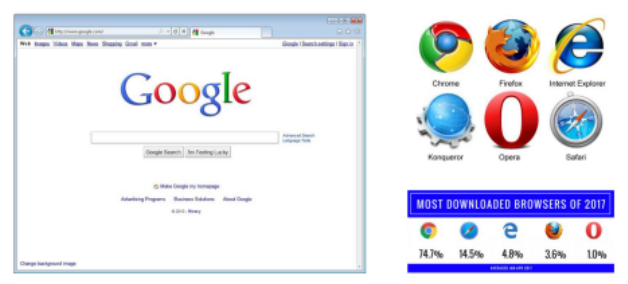 http://www.google.com/
Google
Web Images Videos Maps News Shopping Gmail more ▾
iGoogle | Search settings | Sign in
Google
Advanced Search
Language Tools
Google Search
I'm Feeling Lucky
Make Google my homepage
Advertising Programs Business Solutions About Google
Privacy
Change background image
Chrome Firefox Internet Explorer
Konqueror Opera Safari
MOST DOWNLOADED BROWSERS OF 2017
74.7% 14.5% 4.8% 3.6% 1.0%